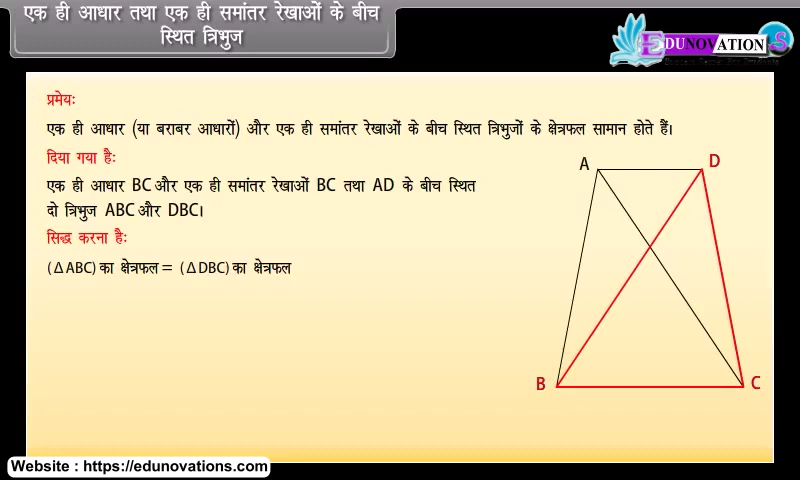 एक ही आधार तथा एक ही समांतर रेखाओं के बीच
स्थित त्रिभुज
EDUNOVATIONS
प्रमेयः
एक ही आधार (या बराबर आधारों) और एक ही समांतर रेखाओं के बीच स्थित त्रिभुजों के क्षेत्रफल सामान होते हैं।
दिया गया हैः
एक ही आधार BC और एक ही समांतर रेखाओं BC तथा AD के बीच स्थित
दो त्रिभुज ABC और DBC।
सिद्ध करना हैः
(Δ ABC) का क्षेत्रफल = (Δ DBC) का क्षेत्रफल
A
D
B
C
Website : https://edunovations.com